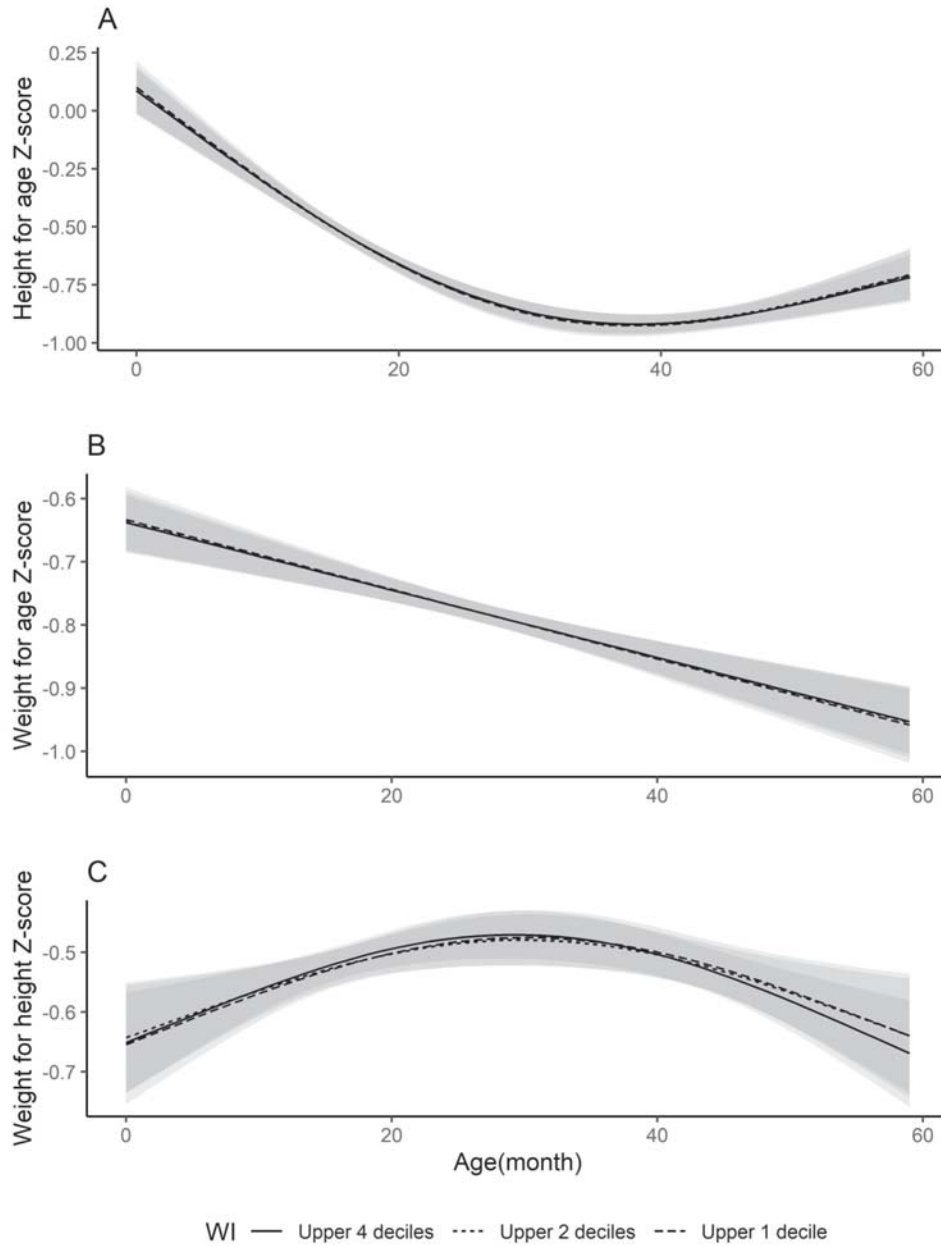 A
Height for age Z-score
0.25
0.00
-0.25
-0.50
-0.75
-1.00
0 20 40 60
B
Weight for age Z-score
-0.6
-0.7
-0.8
-0.9
-1.0
0 20 40 60
C
Weight for height Z-score
-0.5
-0.6
-0.7
0 20 40 60
Age(month)
WI Upper 4 deciles Upper 2 deciles Upper 1 decile